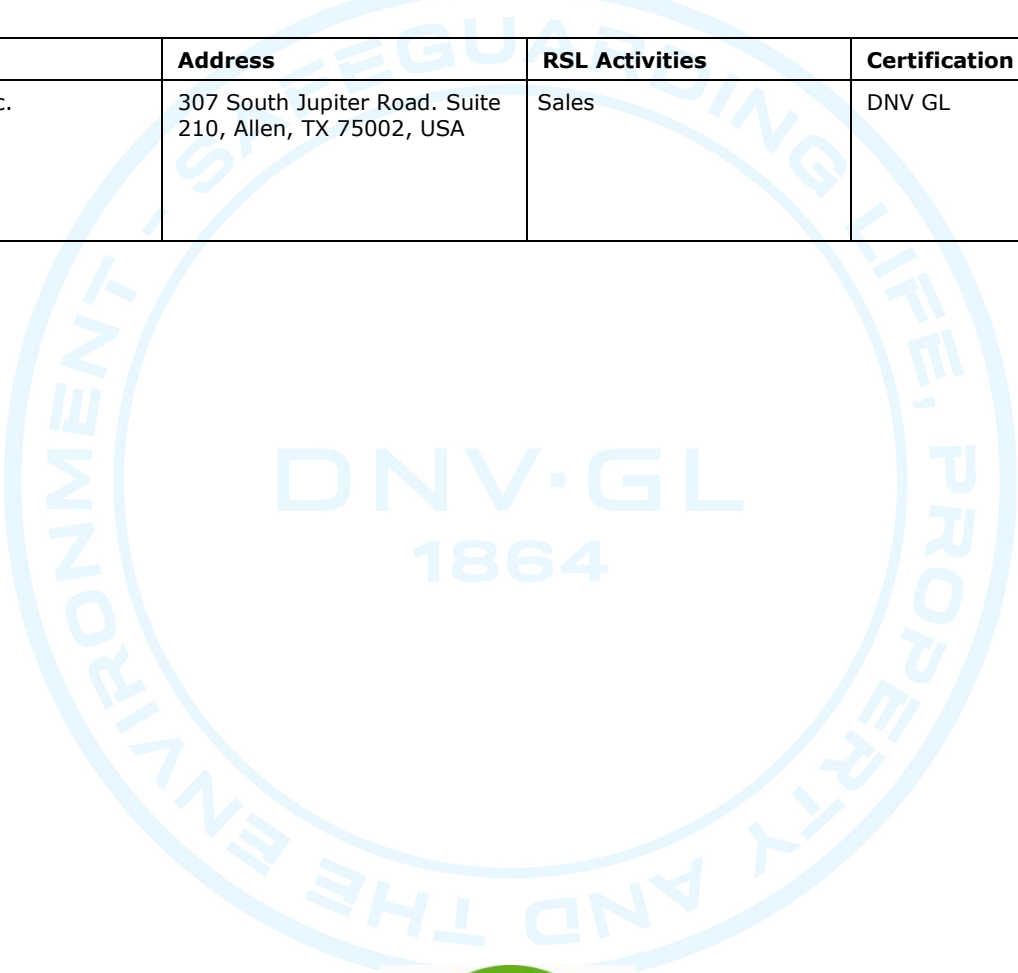 Address RSL Activities Certification
c. 307 South Jupiter Road. Suite Sales DNV GL
210, Allen, TX 75002, USA
SAFEGUARDING LIFE, PROPERTY AND THE ENVIRONMENT -
DNV·GL
1864